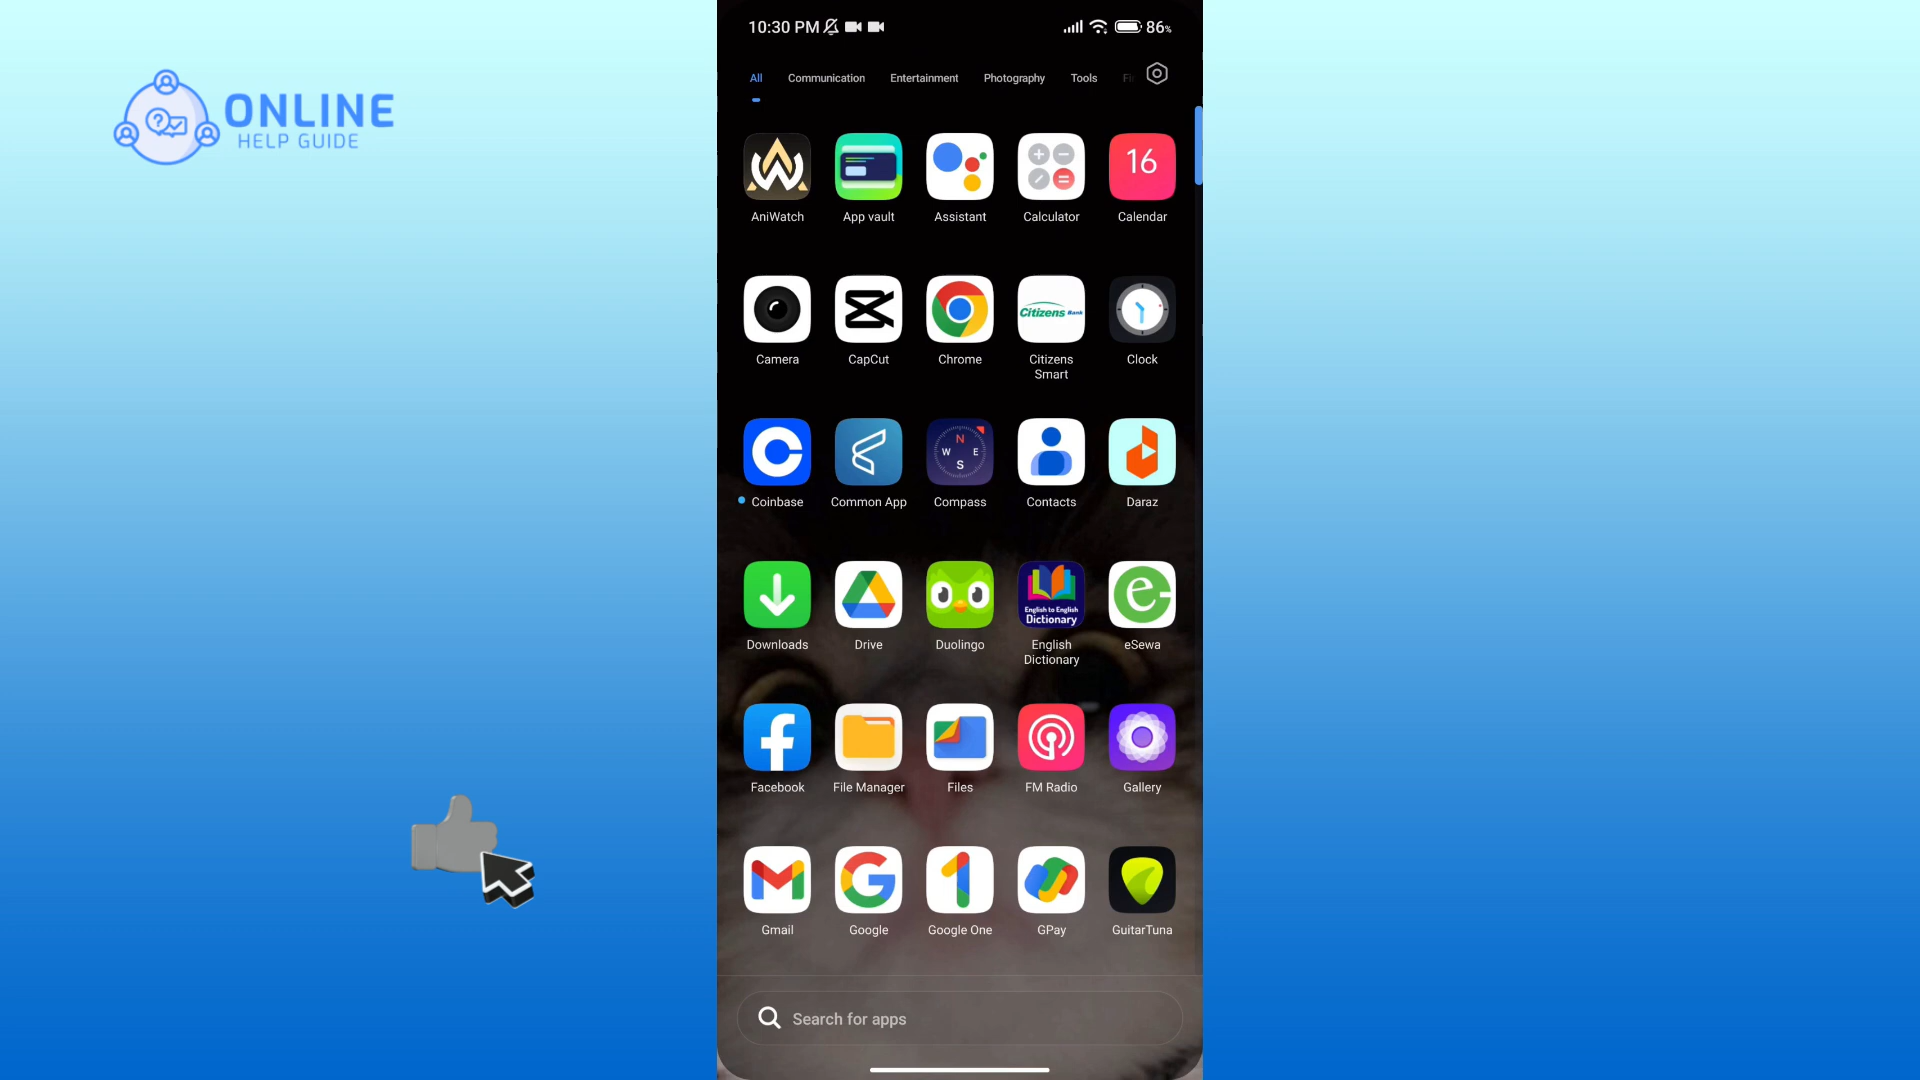 ONLINE
HELP GUIDE
10:30 PM
86%
All
Communication
Entertainment
Photography
Tools
Fi
16
AniWatch
App vault
Assistant
Calculator
Calendar
Citizens Bank
Camera
CapCut
Chrome
Citizens
Smart
Clock
N
W
E
S
Coinbase
Common App
Compass
Contacts
Daraz
English to English
Dictionary
Downloads
Drive
Duolingo
English
Dictionary
eSewa
Facebook
File Manager
Files
FM Radio
Gallery
Gmail
Google
Google One
GPay
GuitarTuna
Search for apps